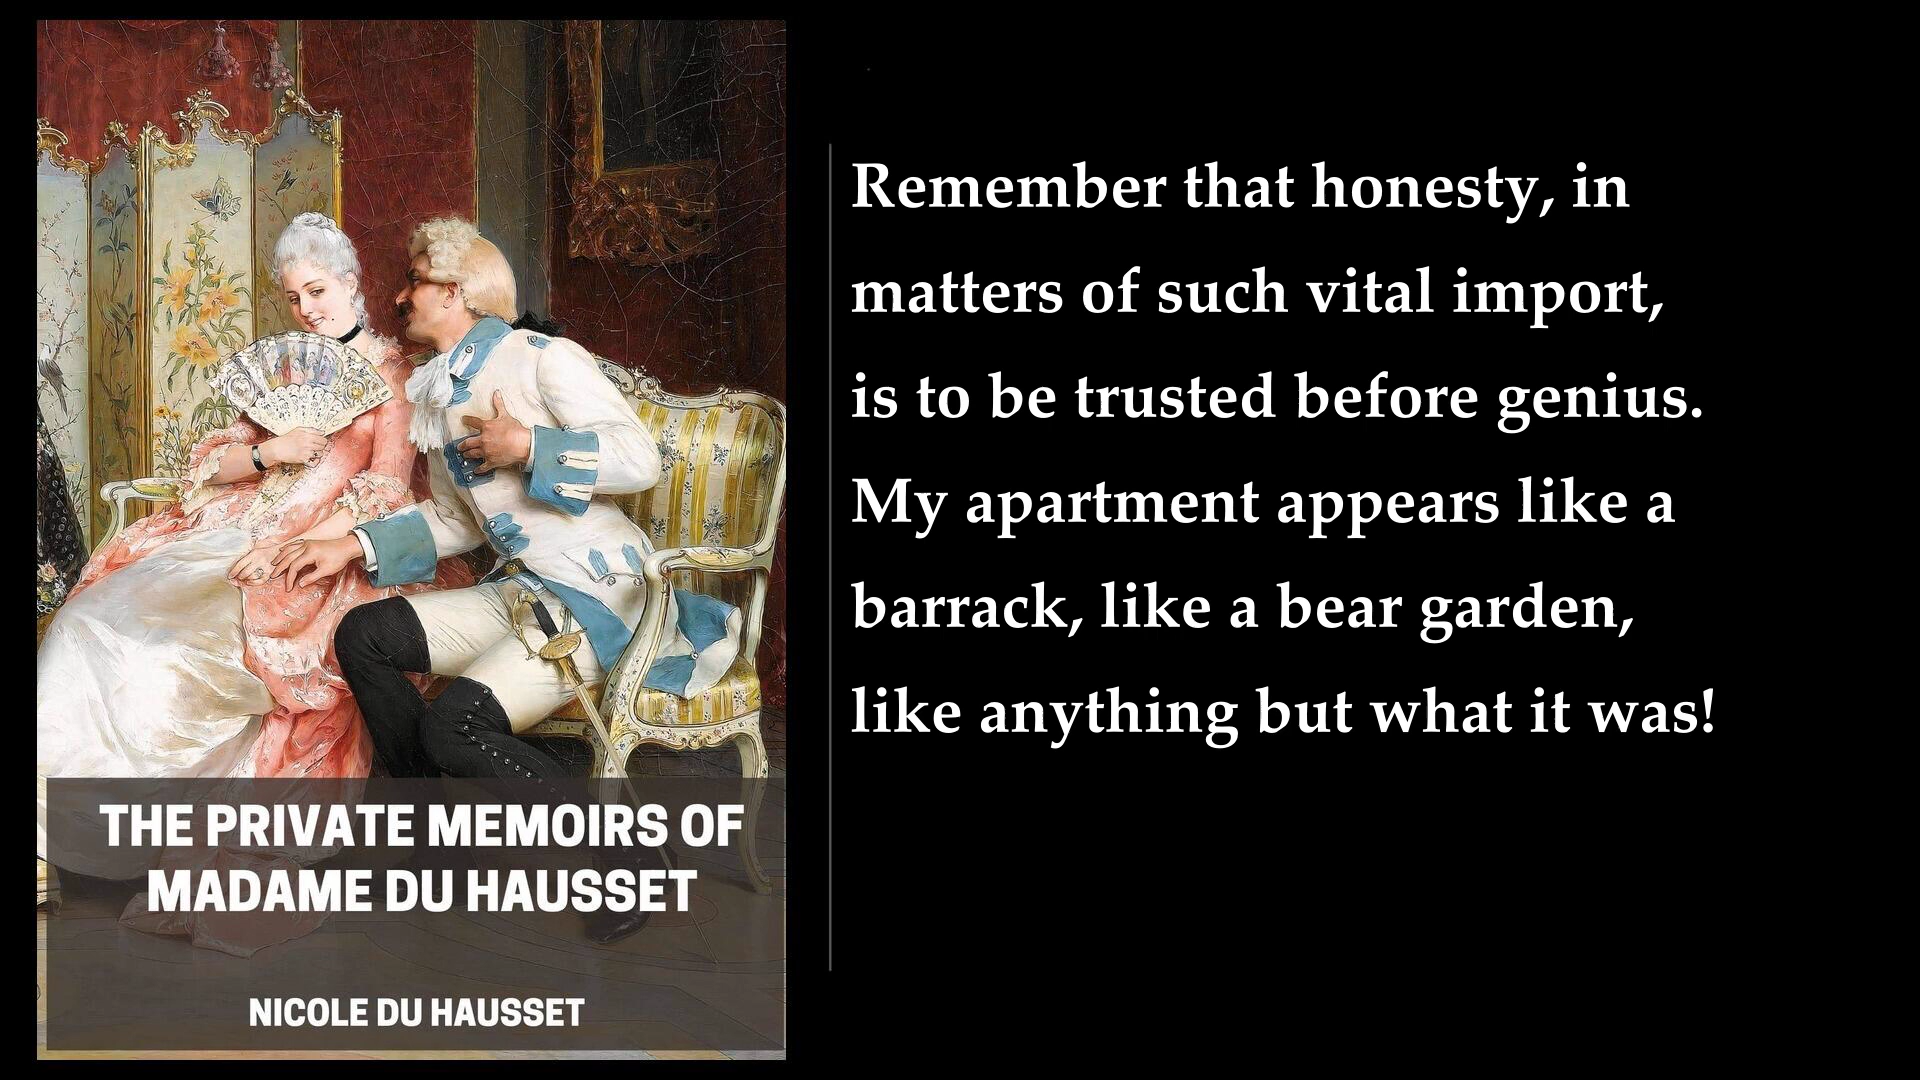 THE PRIVATE MEMOIRS OF
MADAME DU HAUSSET
NICOLE DU HAUSSET
Remember that honesty, in
matters of such vital import,
is to be trusted before genius.
My apartment appears like a
barrack, like a bear garden,
like anything but what it was!